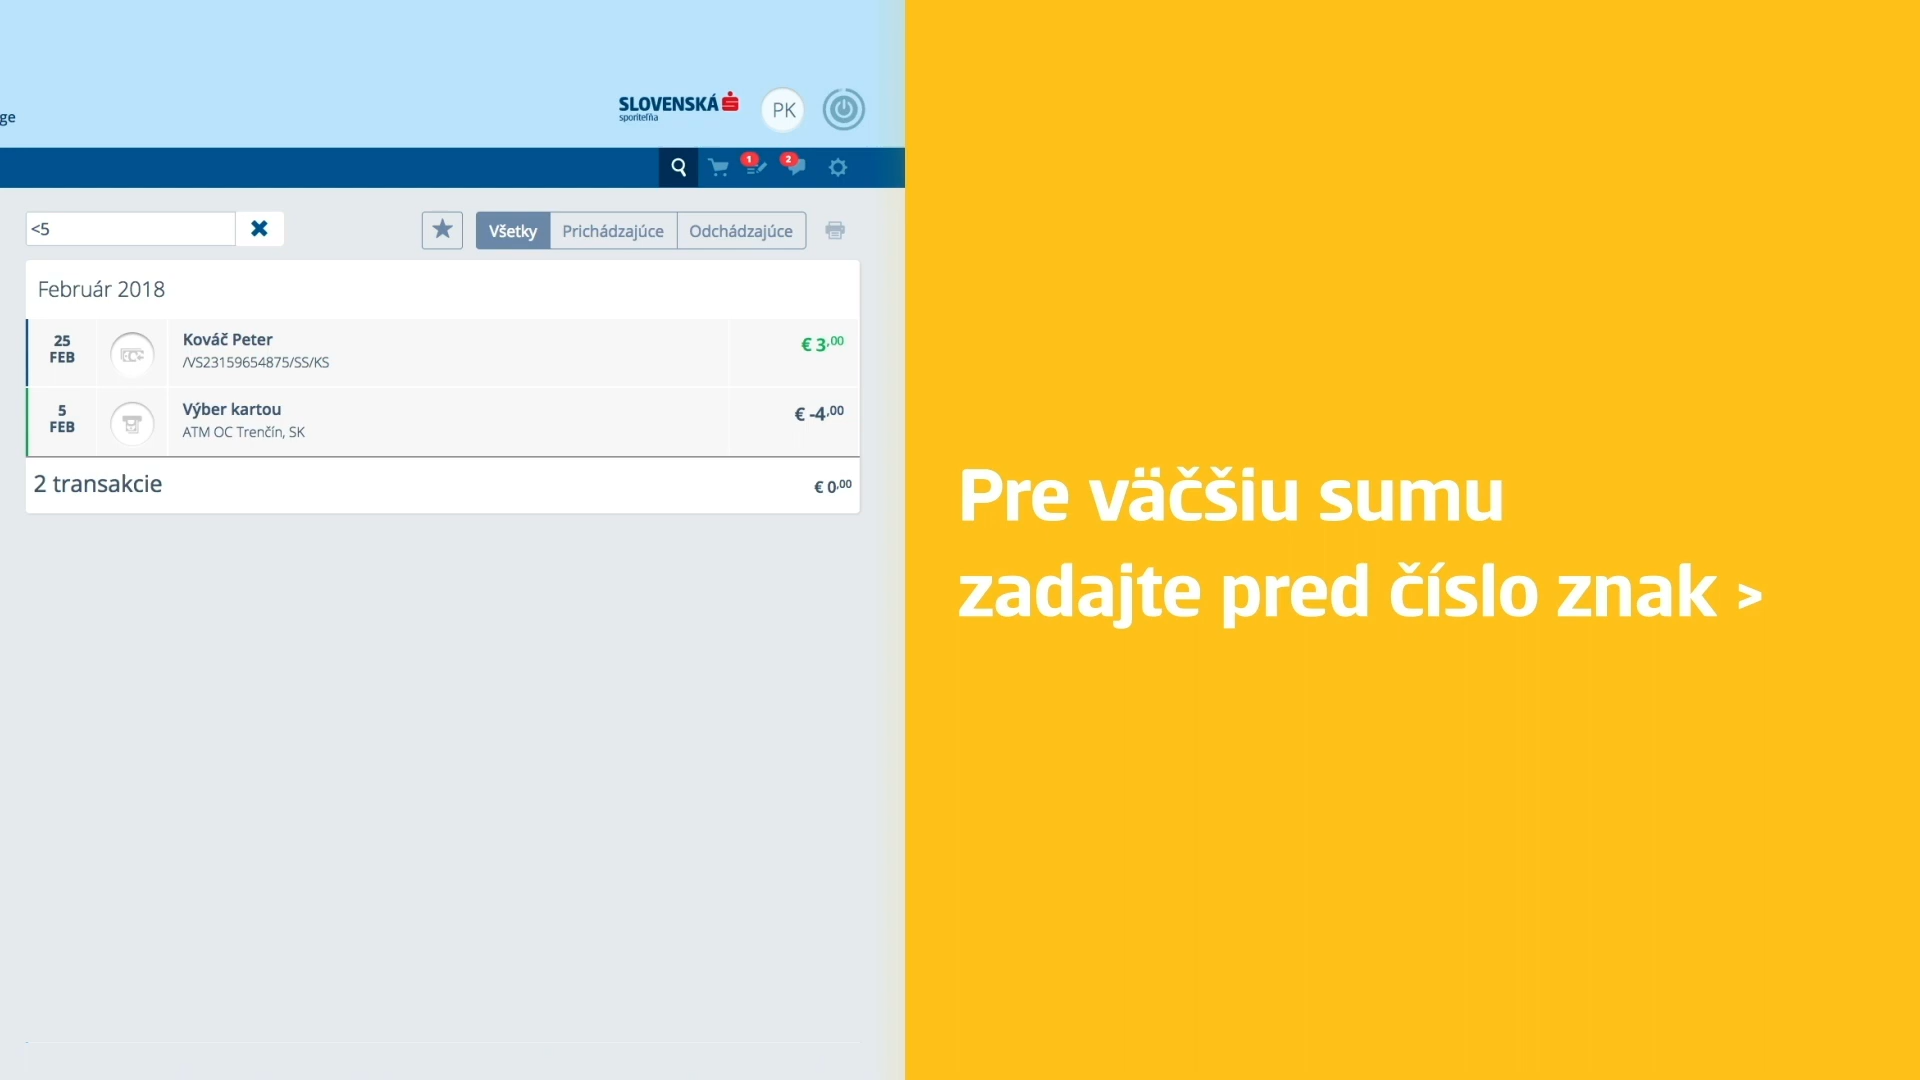 ge
SLOVENSKÁ
sporiteľňa
PK
1
2
<5
Všetky
Prichádzajúce
Odchádzajúce
Február 2018
25
FEB
Kováč Peter
/VS23159654875/SS/KS
€ 3,00
5
FEB
Výber kartou
ATM OC Trenčín, SK
€ -4,00
2 transakcie
€ 0,00
Pre väčšiu sumu
zadajte pred číslo znak >